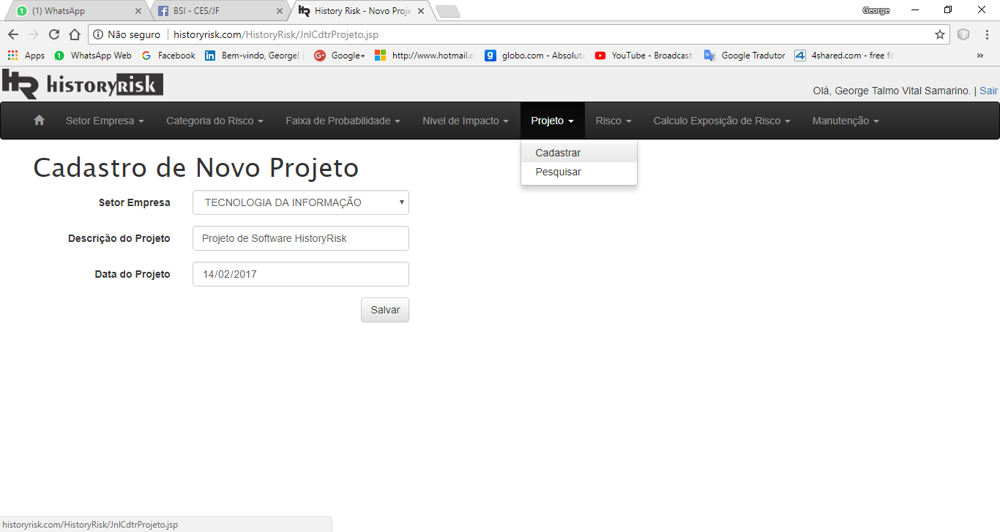 (1) WhatsApp
BSI - CES/JF
History Risk - Novo Proje
George
Não seguro
historyrisk.com/HistoryRisk/JnlCdtrProjeto.jsp
Apps
WhatsApp Web
Facebook
Bem-vindo, George!
Google+
http://www.hotmail.c
globo.com - Absoluta
YouTube - Broadcast
Google Tradutor
4shared.com - free fil
»
HR historyRisk
Olá, George Talmo Vital Samarino. | Sair
Setor Empresa
Categoria do Risco
Faixa de Probabilidade
Nivel de Impacto
Projeto
Risco
Calculo Exposição de Risco
Manutenção
Cadastrar
Pesquisar
Cadastro de Novo Projeto
Setor Empresa
TECNOLOGIA DA INFORMAÇÃO
Descrição do Projeto
Projeto de Software HistoryRisk
Data do Projeto
14/02/2017
Salvar
historyrisk.com/HistoryRisk/JnlCdtrProjeto.jsp